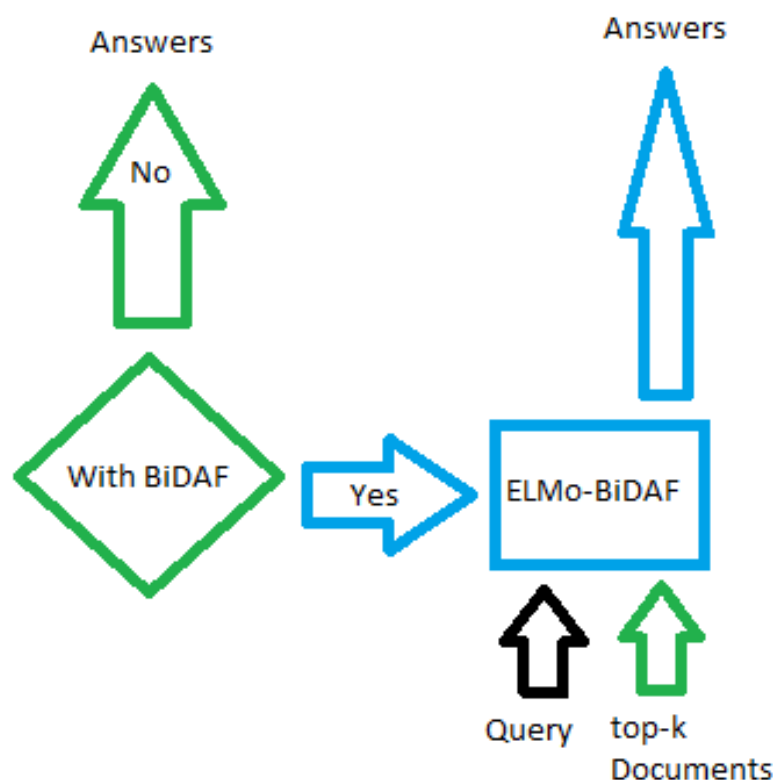 Answers
Answers
No
With BiDAF
Yes
ELMo-BiDAF
Query
top-k
Documents